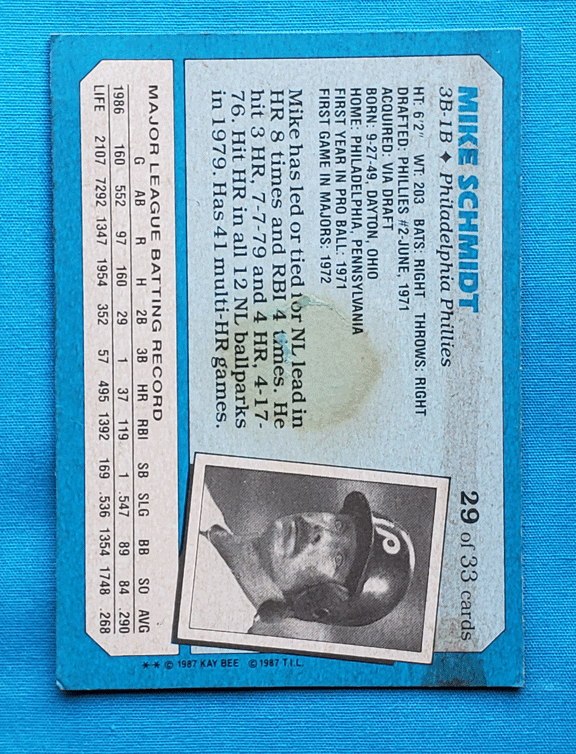 MIKE SCHMIDT
29 of 33 cards
3B-1B ♦ Philadelphia Phillies
HT: 6'2" WT: 203 BATS: RIGHT THROWS: RIGHT
DRAFTED: PHILLIES #2-JUNE, 1971
ACQUIRED: VIA DRAFT
BORN: 9-27-49, DAYTON, OHIO
HOME: PHILADELPHIA, PENNSYLVANIA
FIRST YEAR IN PRO BALL: 1971
FIRST GAME IN MAJORS: 1972
Mike has led or tied for NL lead in
HR 8 times and RBI 4 times. He
hit 3 HR, 7-7-79 and 4 HR, 4-17-
76. Hit HR in all 12 NL ballparks
in 1979. Has 41 multi-HR games.
P
MAJOR LEAGUE BATTING RECORD
G AB R H 2B 3B HR RBI SB SLG BB SO AVG
1986 160 552 97 160 29 1 37 119 1 .547 89 84 .290
LIFE 2107 7292 1347 1954 352 57 495 1392 169 .536 1354 1748 .268
** © 1987 KAY BEE © 1987 T.I.L.